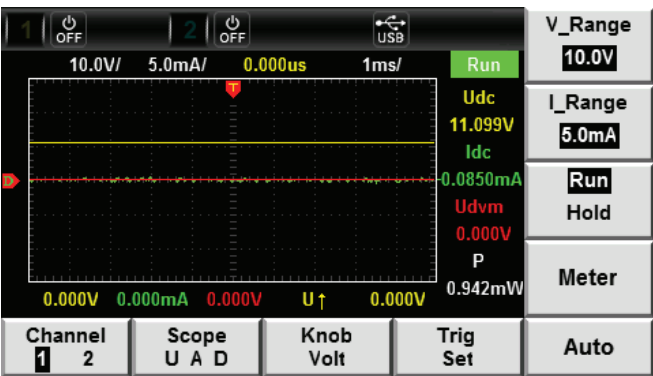 1 OFF 2 OFF USB
10.0V/ 5.0mA/ 0.000us 1ms/ Run
T
Udc
11.099V
Idc
D
0.0850mA
Udvm
0.000V
P
0.942mW
0.000V 0.000mA 0.000V U↑ 0.000V
Channel
1 2
Scope
U A D
Knob
Volt
Trig
Set
V_Range
10.0V
I_Range
5.0mA
Run
Hold
Meter
Auto